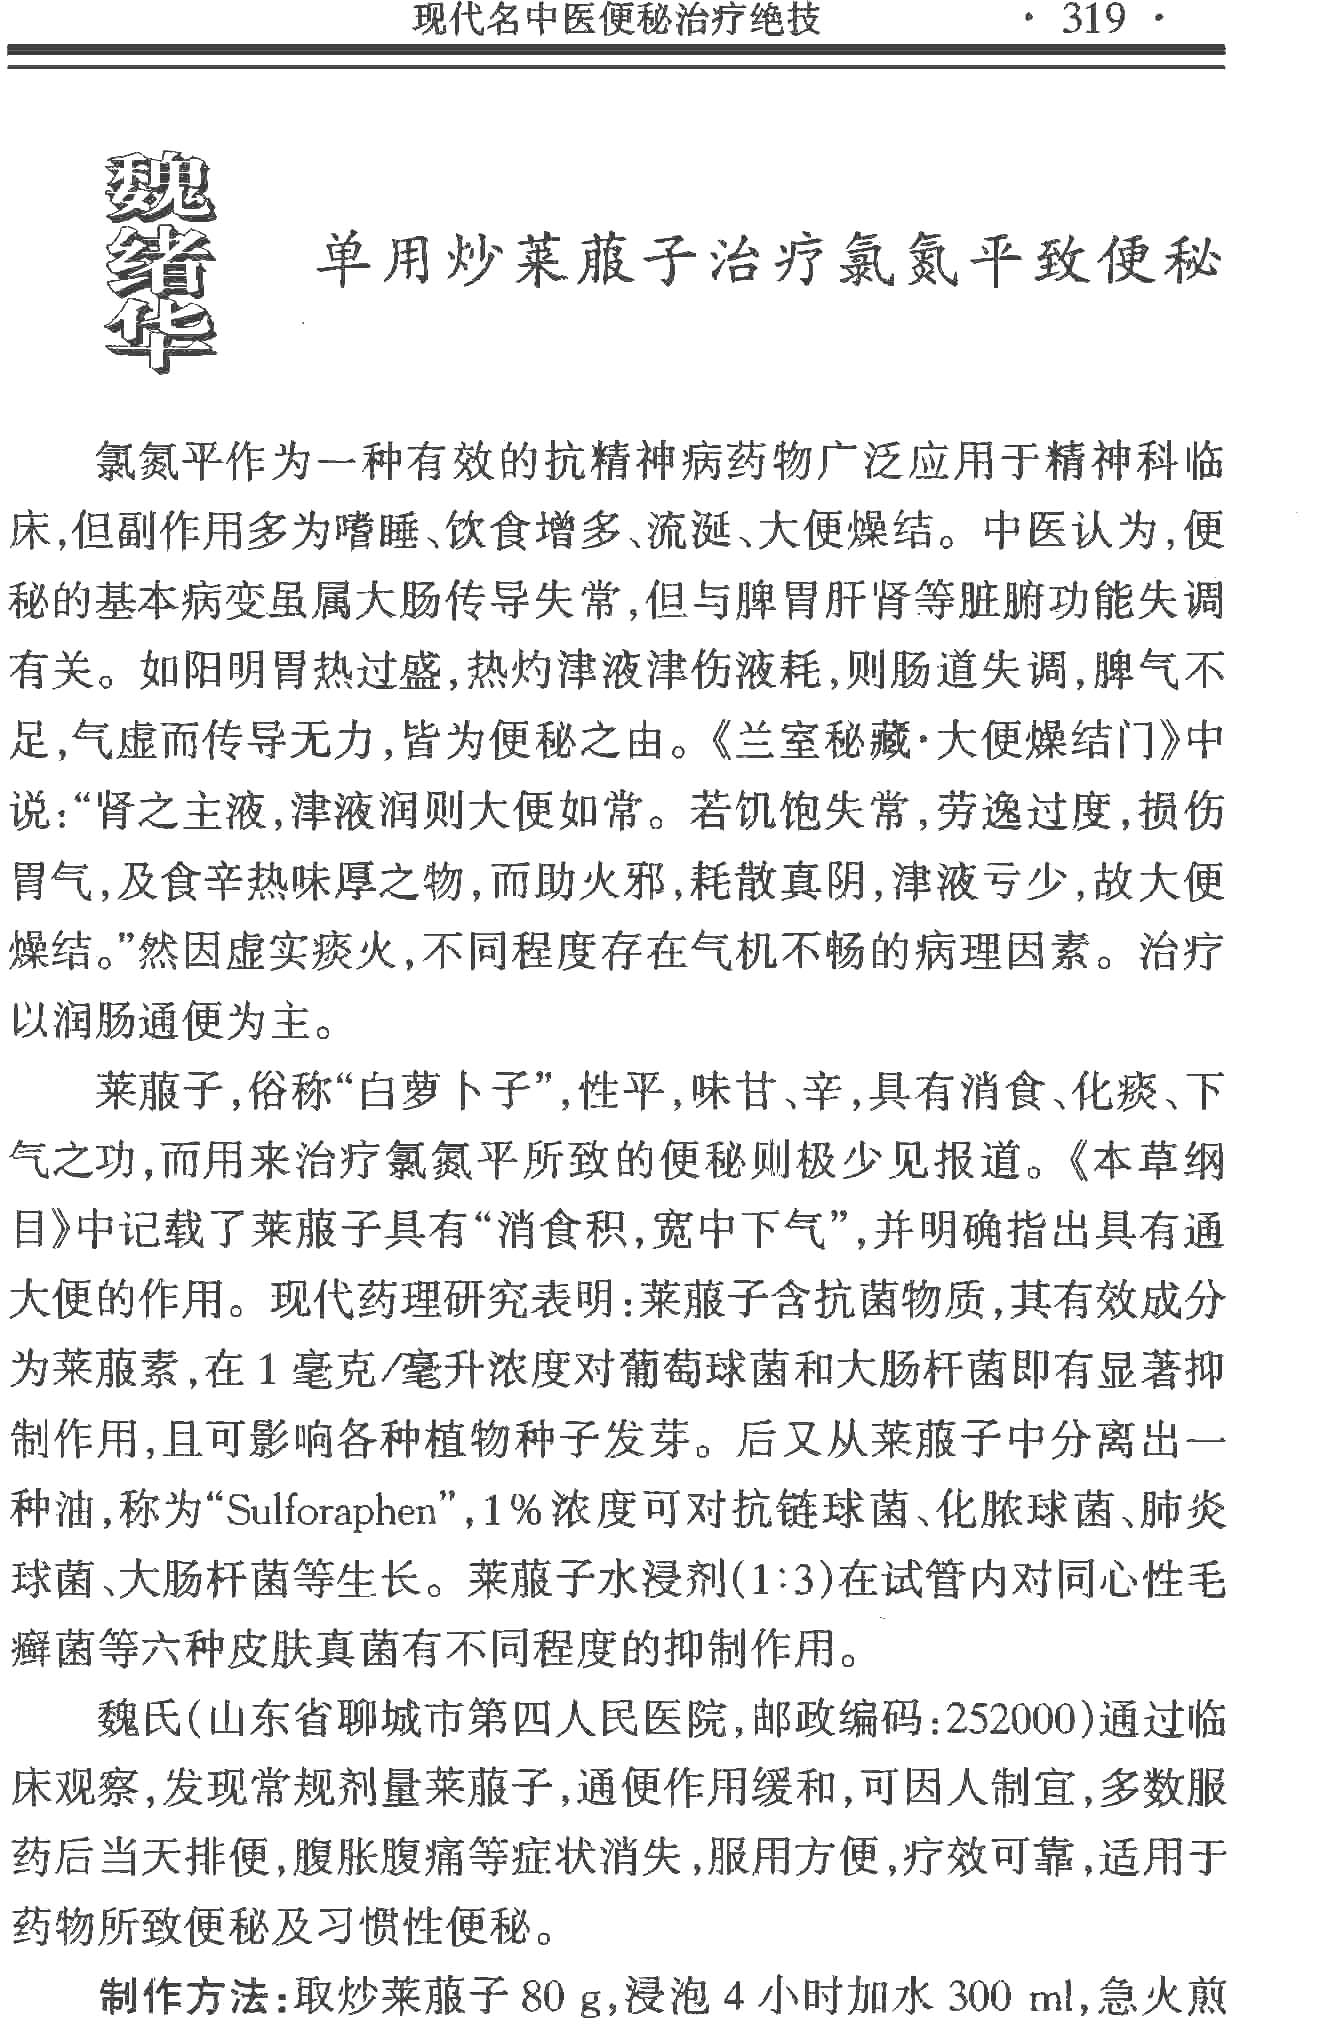 现代名中医便秘治疗绝技 · 319 ·
魏绪华
单用炒莱菔子治疗氯氮平致便秘
氯氮平作为一种有效的抗精神病药物广泛应用于精神科临
床,但副作用多为嗜睡、饮食增多、流涎、大便燥结。中医认为,便
秘的基本病变虽属大肠传导失常,但与脾胃肝肾等脏腑功能失调
有关。如阳明胃热过盛,热灼津液津伤液耗,则肠道失调,脾气不
足,气虚而传导无力,皆为便秘之由。《兰室秘藏·大便燥结门》中
说:“肾之主液,津液润则大便如常。若饥饱失常,劳逸过度,损伤
胃气,及食辛热味厚之物,而助火邪,耗散真阴,津液亏少,故大便
燥结。”然因虚实痰火,不同程度存在气机不畅的病理因素。治疗
以润肠通便为主。
莱菔子,俗称“白萝卜子”,性平,味甘、辛,具有消食、化痰、下
气之功,而用来治疗氯氮平所致的便秘则极少见报道。《本草纲
目》中记载了莱菔子具有“消食积,宽中下气”,并明确指出具有通
大便的作用。现代药理研究表明:莱菔子含抗菌物质,其有效成分
为莱菔素,在 1 毫克/毫升浓度对葡萄球菌和大肠杆菌即有显著抑
制作用,且可影响各种植物种子发芽。后又从莱菔子中分离出一
种油,称为“Sulforaphen”,1%浓度可对抗链球菌、化脓球菌、肺炎
球菌、大肠杆菌等生长。莱菔子水浸剂(1:3)在试管内对同心性毛
癣菌等六种皮肤真菌有不同程度的抑制作用。
魏氏(山东省聊城市第四人民医院,邮政编码:252000)通过临
床观察,发现常规剂量莱菔子,通便作用缓和,可因人制宜,多数服
药后当天排便,腹胀腹痛等症状消失,服用方便,疗效可靠,适用于
药物所致便秘及习惯性便秘。
制作方法:取炒莱菔子 80 g,浸泡 4 小时加水 300 ml,急火煎